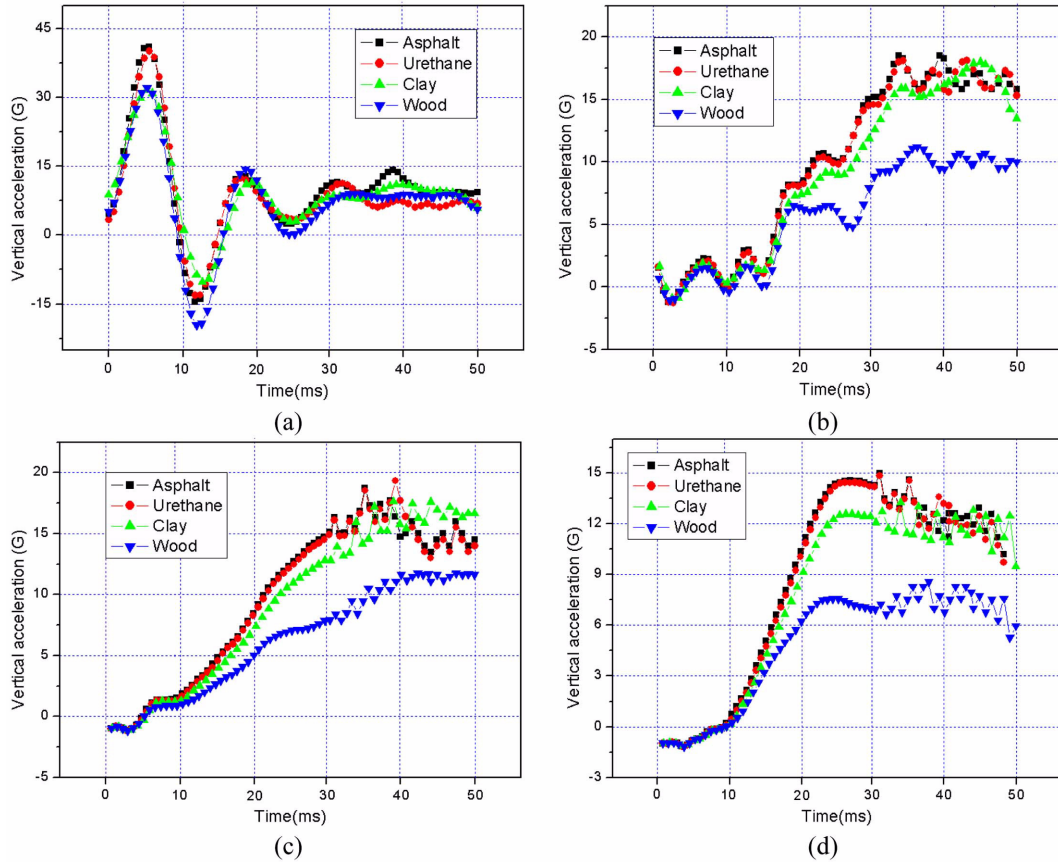 45
30
15
0
-15
Vertical acceleration (G)
Asphalt
Urethane
Clay
Wood
0 10 20 30 40 50
Time(ms)
(a)
20
15
10
5
0
-5
Vertical acceleration (G)
Asphalt
Urethane
Clay
Wood
0 10 20 30 40 50
Time(ms)
(b)
20
15
10
5
0
-5
Vertical acceleration (G)
Asphalt
Urethane
Clay
Wood
0 10 20 30 40 50
Time(ms)
(c)
15
12
9
6
3
0
-3
Vertical acceleration (G)
Asphalt
Urethane
Clay
Wood
0 10 20 30 40 50
Time(ms)
(d)